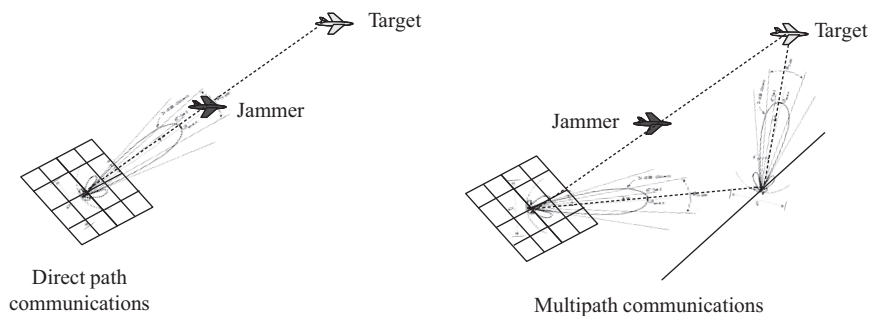 Target
Jammer
Direct path
communications
Target
Jammer
Multipath communications